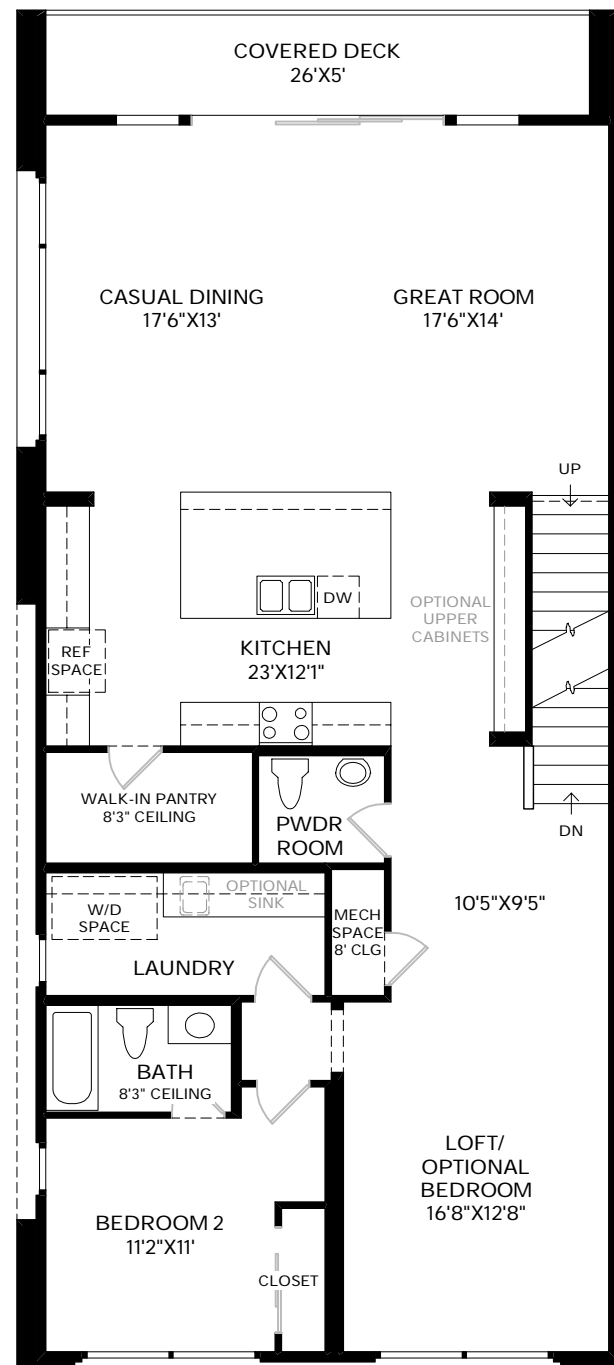 COVERED DECK
26'X5'
CASUAL DINING
17'6"X13'
GREAT ROOM
17'6"X14'
UP
DW
OPTIONAL
UPPER
CABINETS
REF
SPACE
KITCHEN
23'X12'1"
WALK-IN PANTRY
8'3" CEILING
PWDR
ROOM
DN
OPTIONAL
SINK
W/D
SPACE
MECH
SPACE
8' CLG
10'5"X9'5"
LAUNDRY
BATH
8'3" CEILING
LOFT/
OPTIONAL
BEDROOM
16'8"X12'8"
BEDROOM 2
11'2"X11'
CLOSET